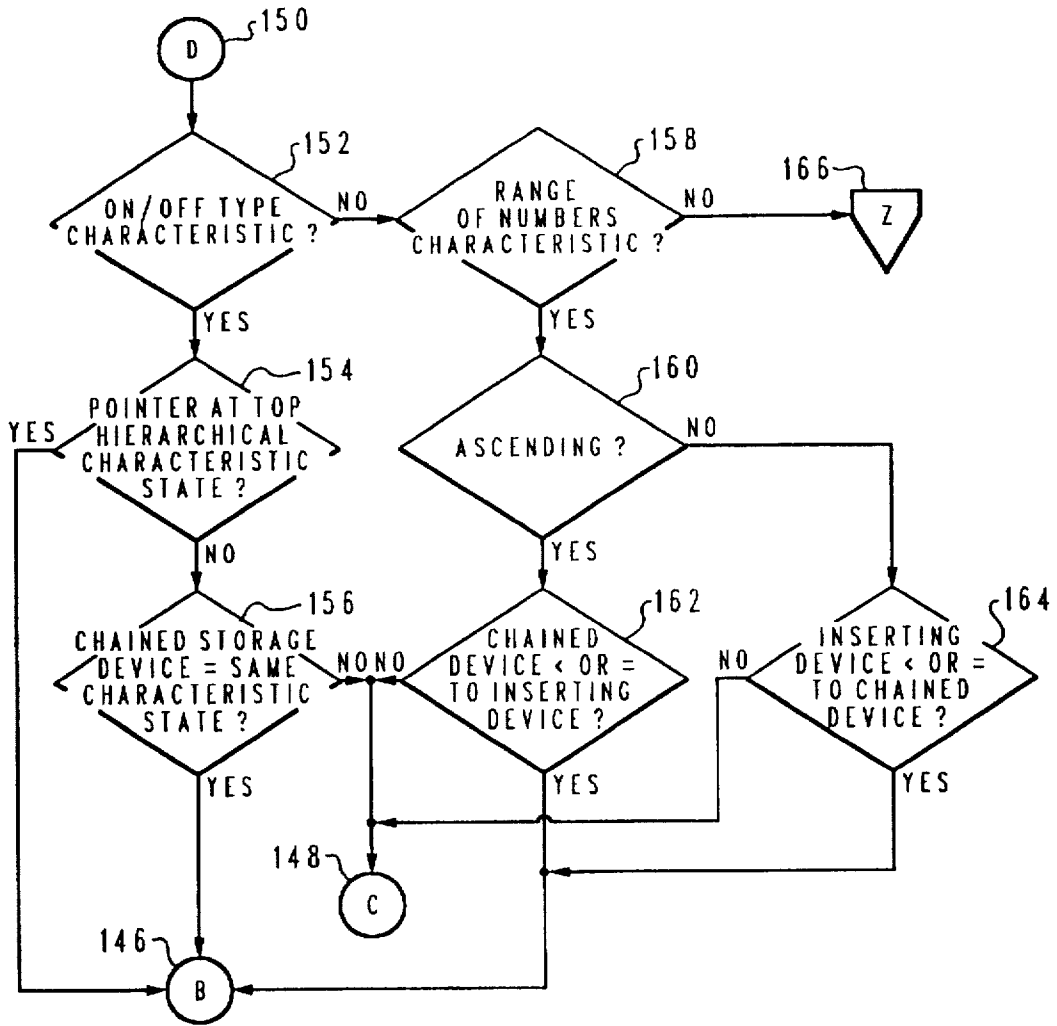 150
D
152
ON/OFF TYPE
CHARACTERISTIC ?
NO
YES
158
RANGE
OF NUMBERS
CHARACTERISTIC ?
NO
YES
166
Z
154
POINTER AT TOP
HIERARCHICAL
CHARACTERISTIC
STATE ?
YES
NO
160
ASCENDING ?
NO
YES
156
CHAINED STORAGE
DEVICE = SAME
CHARACTERISTIC
STATE ?
NO
YES
162
CHAINED
DEVICE < OR =
TO INSERTING
DEVICE ?
NO
YES
164
INSERTING
DEVICE < OR =
TO CHAINED
DEVICE ?
NO
YES
148
C
146
B